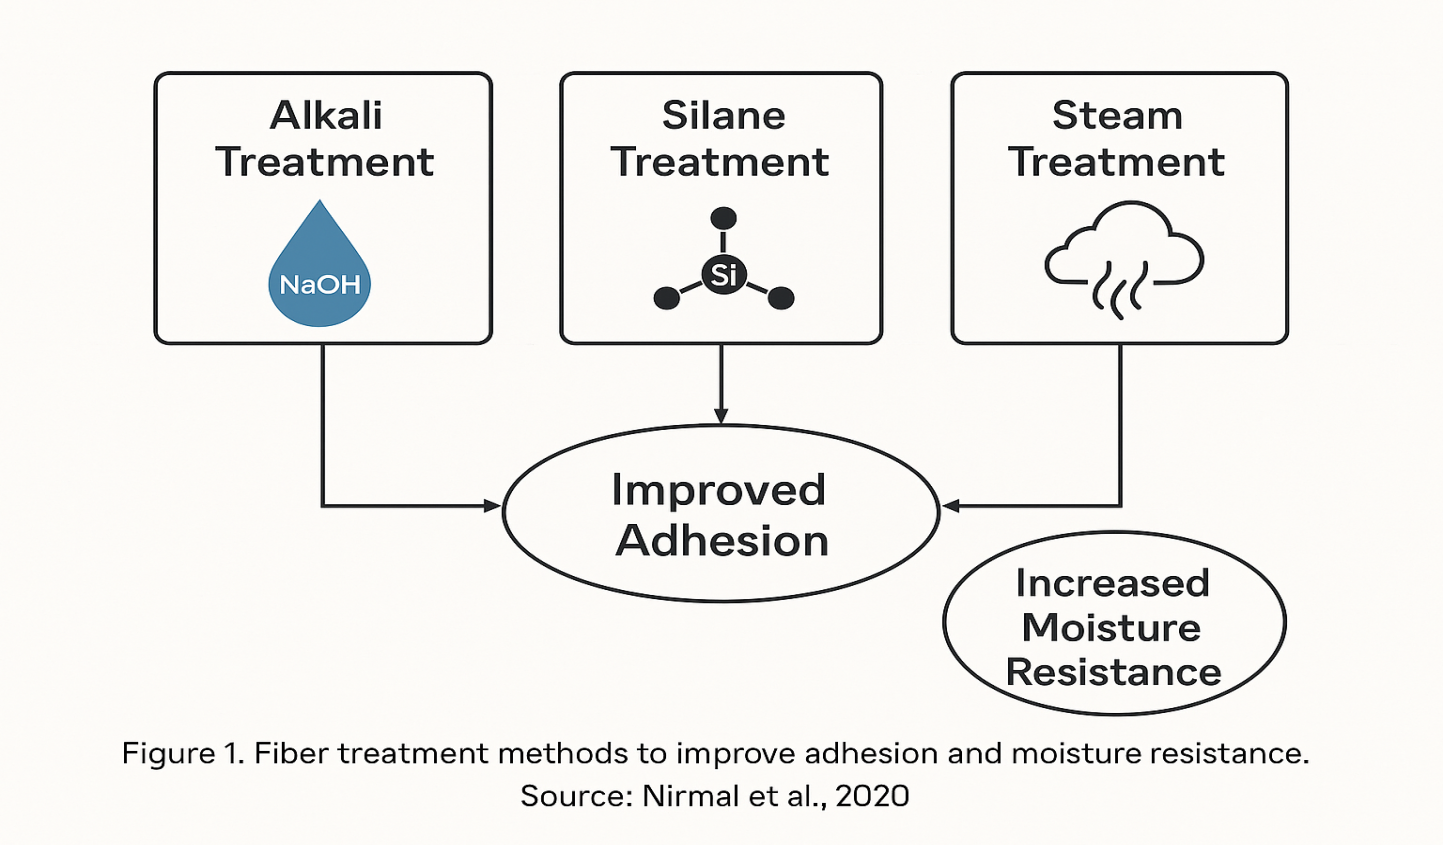 Alkali
Treatment
NaOH
Silane
Treatment
Si
Steam
Treatment
Improved
Adhesion
Increased
Moisture
Resistance
Figure 1. Fiber treatment methods to improve adhesion and moisture resistance.
Source: Nirmal et al., 2020